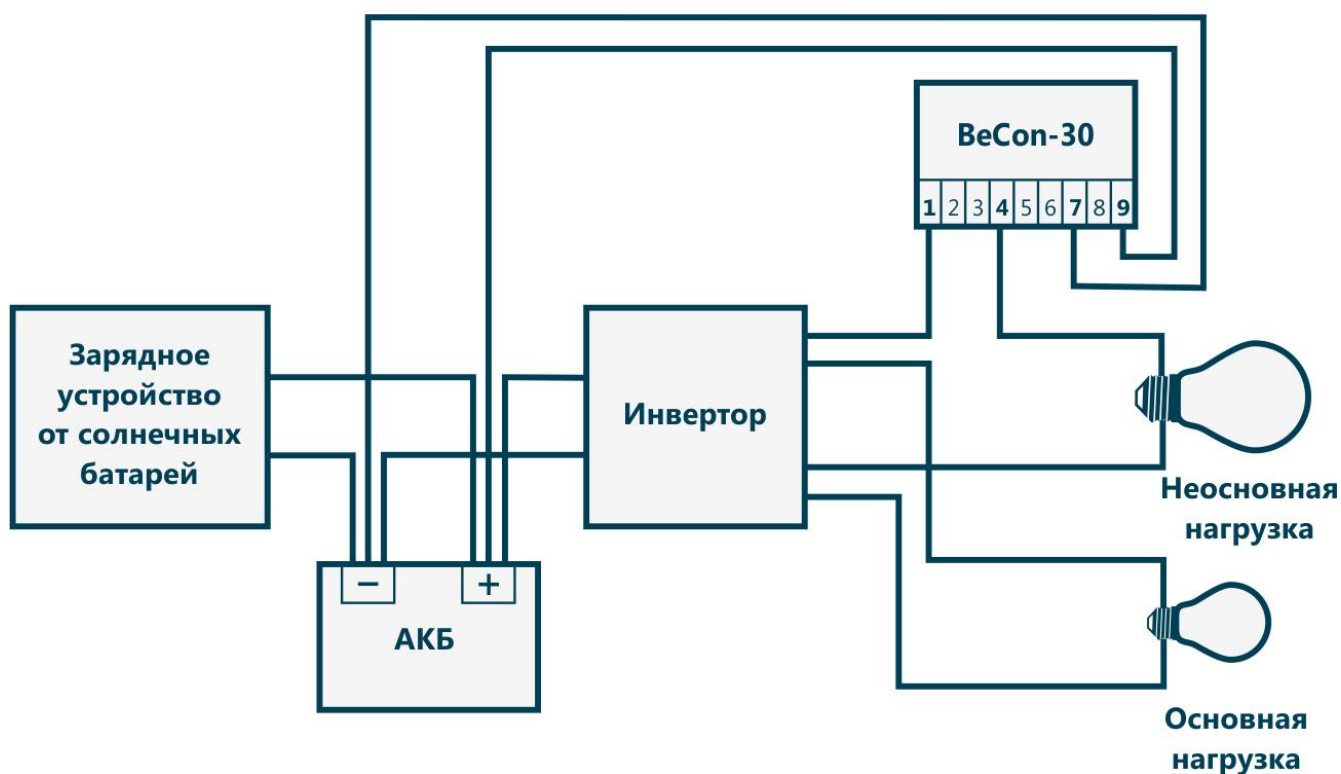 BeCon-30
1 2 3 4 5 6 7 8 9
Зарядное
устройство
от солнечных
батарей
Инвертор
Неосновная
нагрузка
− +
АКБ
Основная
нагрузка